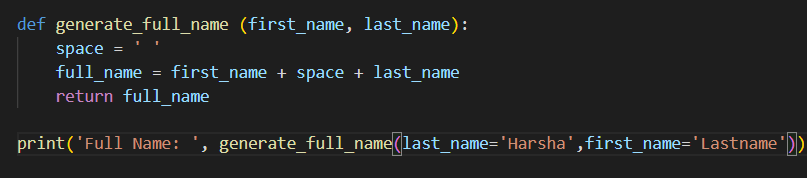 def generate_full_name (first_name, last_name):
    space = ' '
    full_name = first_name + space + last_name
    return full_name
print('Full Name: ', generate_full_name(last_name='Harsha',first_name='Lastname'))